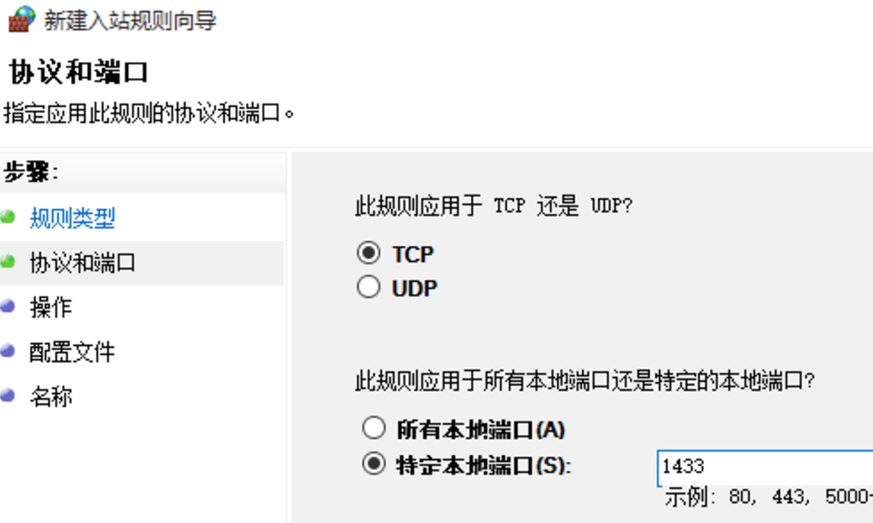 新建入站规则向导
协议和端口
指定应用此规则的协议和端口。
步骤:
规则类型
协议和端口
操作
配置文件
名称
此规则应用于 TCP 还是 UDP?
TCP
UDP
此规则应用于所有本地端口还是特定的本地端口?
所有本地端口(A)
特定本地端口(S):
1433
示例: 80, 443, 5000-